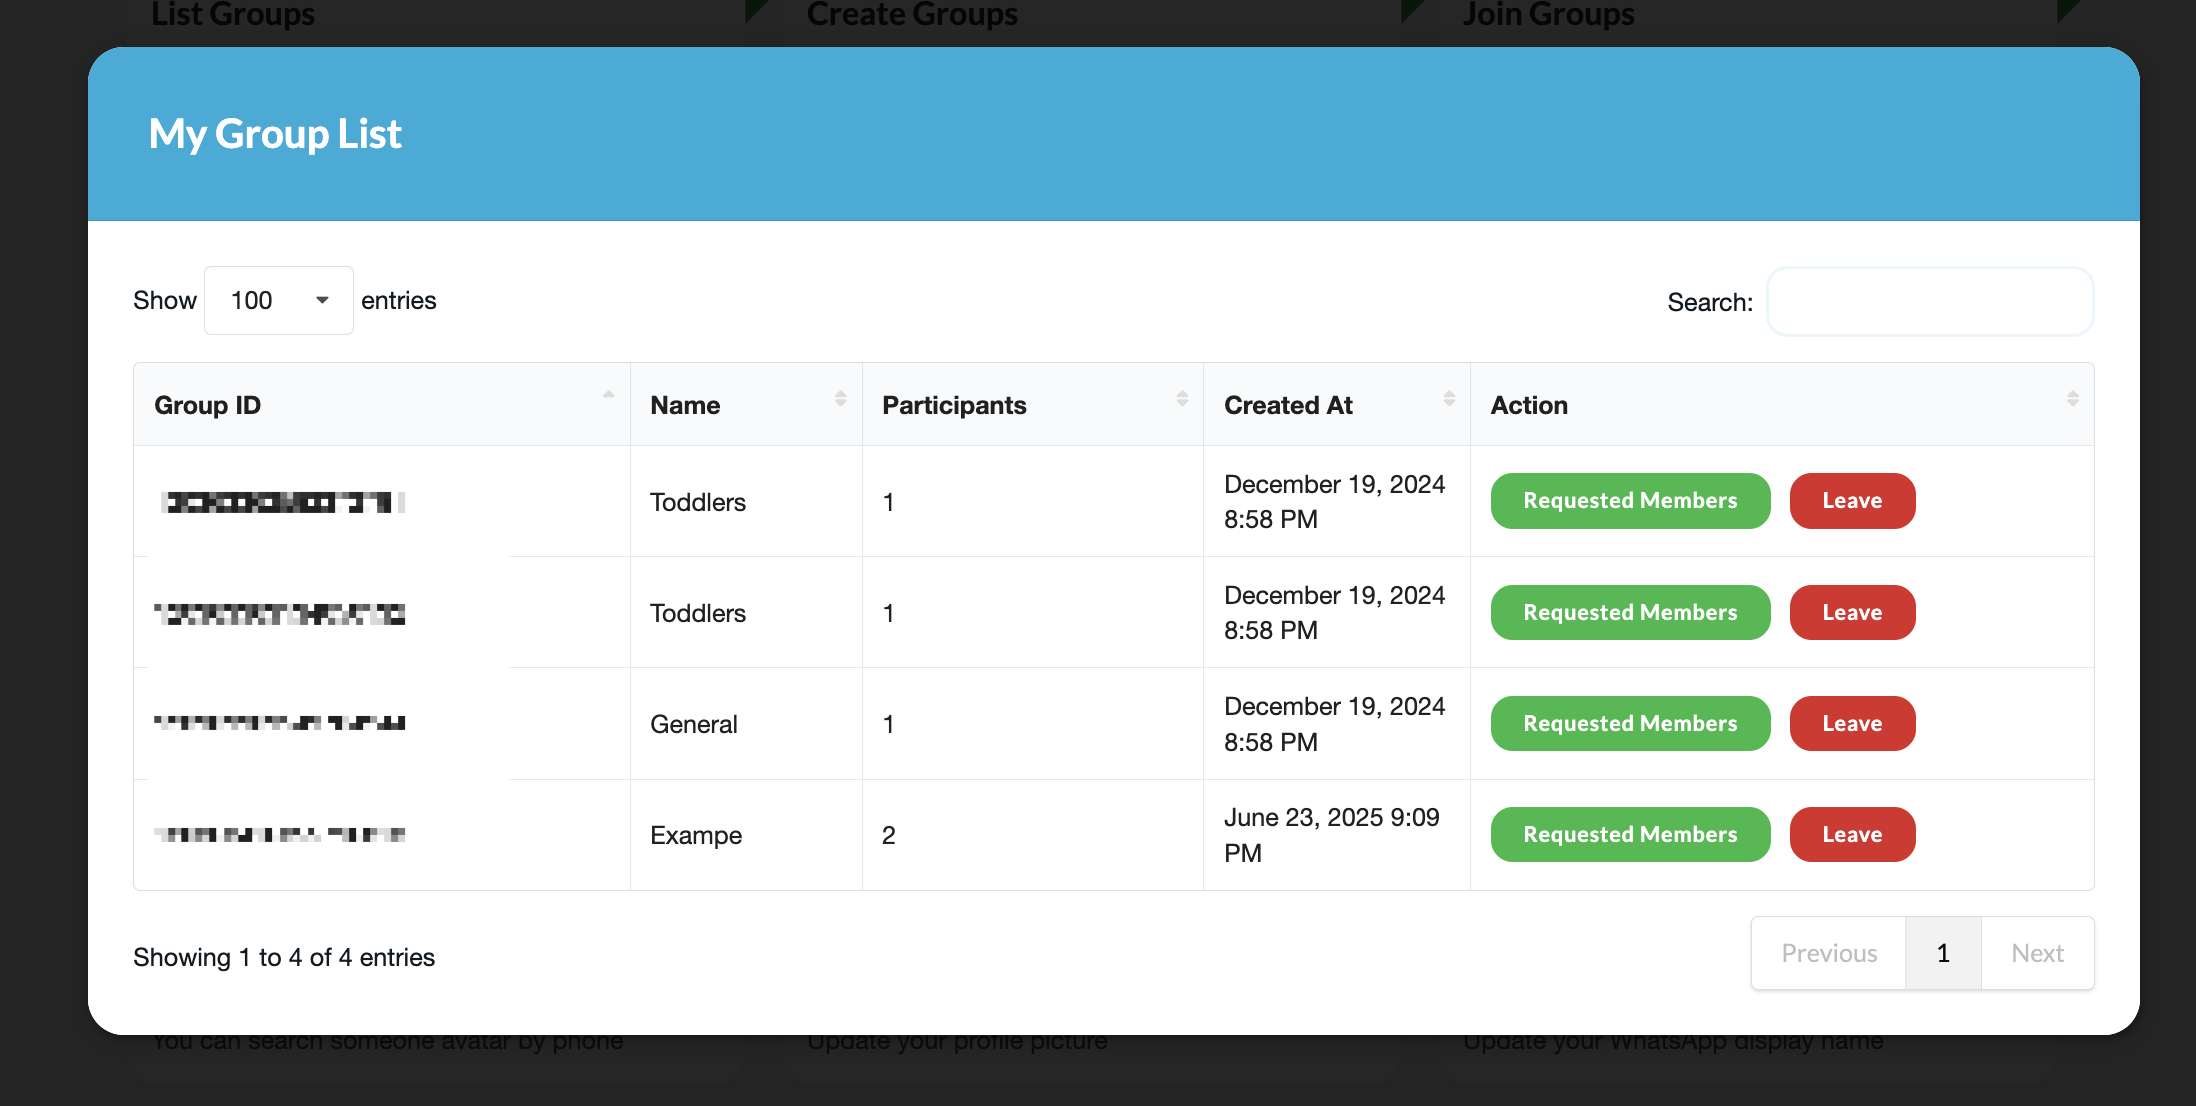 List Groups
Create Groups
Join Groups
My Group List
Show 100 entries
Search:
Group ID Name Participants Created At Action
Toddlers 1 December 19, 2024 8:58 PM Requested Members Leave
Toddlers 1 December 19, 2024 8:58 PM Requested Members Leave
General 1 December 19, 2024 8:58 PM Requested Members Leave
Exampe 2 June 23, 2025 9:09 PM Requested Members Leave
Showing 1 to 4 of 4 entries
Previous 1 Next
You can search someone avatar by phone
Update your profile picture
Update your WhatsApp display name